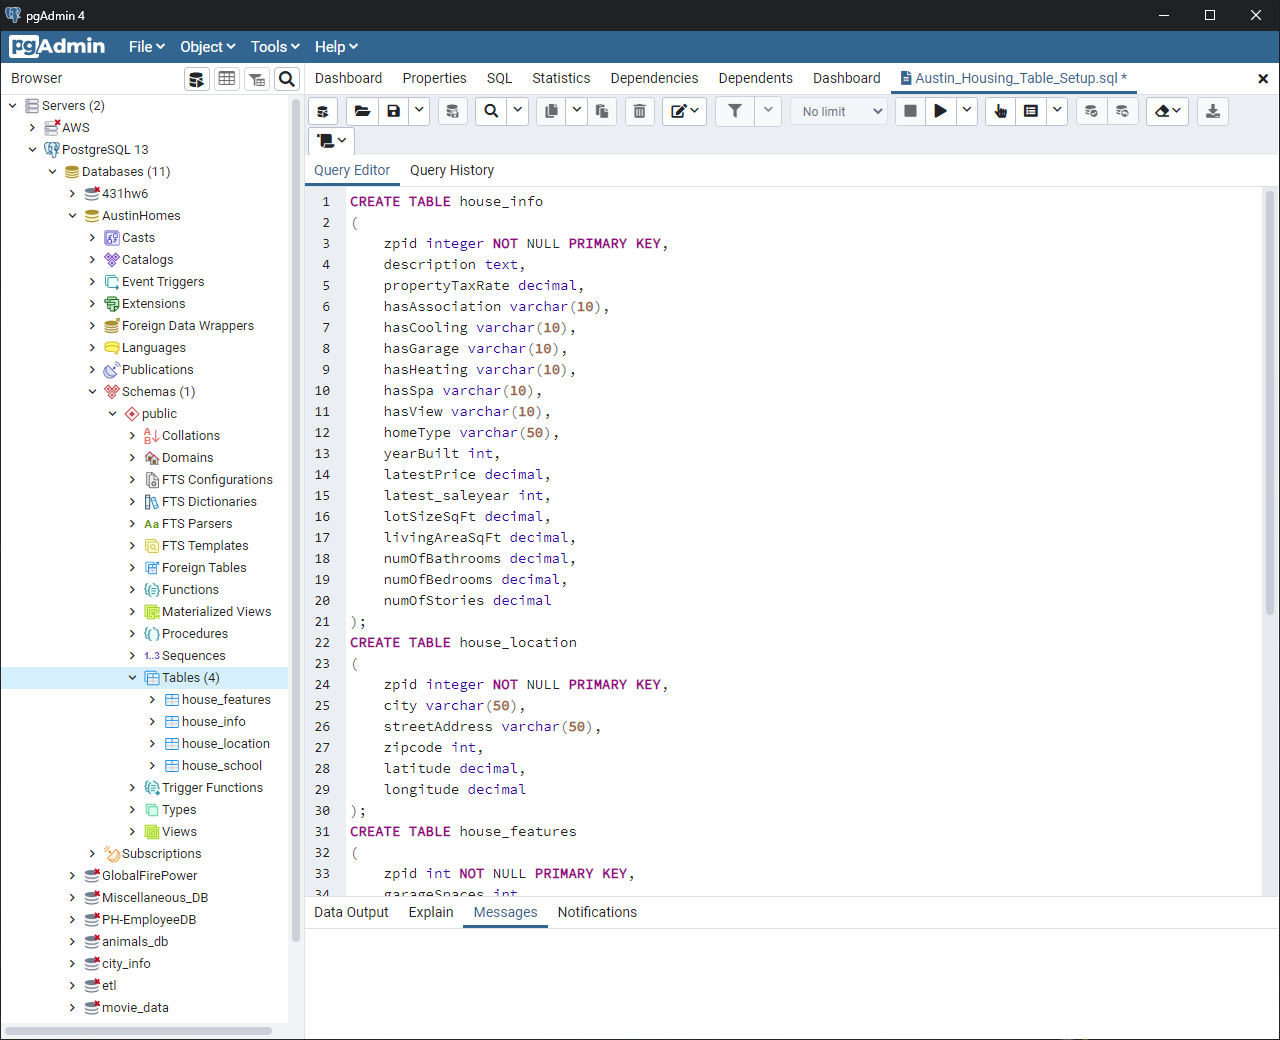 pgAdmin 4
pgAdmin File Object Tools Help
Browser
Dashboard Properties SQL Statistics Dependencies Dependents Dashboard Austin_Housing_Table_Setup.sql *
No limit
Servers (2)
AWS
PostgreSQL 13
Databases (11)
431hw6
AustinHomes
Casts
Catalogs
Event Triggers
Extensions
Foreign Data Wrappers
Languages
Publications
Schemas (1)
public
Collations
Domains
FTS Configurations
FTS Dictionaries
Aa FTS Parsers
FTS Templates
Foreign Tables
Functions
Materialized Views
Procedures
1..3 Sequences
Tables (4)
house_features
house_info
house_location
house_school
Trigger Functions
Types
Views
Subscriptions
GlobalFirePower
Miscellaneous_DB
PH-EmployeeDB
animals_db
city_info
etl
movie_data
Query Editor Query History
1 CREATE TABLE house_info
2 (
3 zpid integer NOT NULL PRIMARY KEY,
4 description text,
5 propertyTaxRate decimal,
6 hasAssociation varchar(10),
7 hasCooling varchar(10),
8 hasGarage varchar(10),
9 hasHeating varchar(10),
10 hasSpa varchar(10),
11 hasView varchar(10),
12 homeType varchar(50),
13 yearBuilt int,
14 latestPrice decimal,
15 latest_saleyear int,
16 lotSizeSqFt decimal,
17 livingAreaSqFt decimal,
18 numOfBathrooms decimal,
19 numOfBedrooms decimal,
20 numOfStories decimal
21 );
22 CREATE TABLE house_location
23 (
24 zpid integer NOT NULL PRIMARY KEY,
25 city varchar(50),
26 streetAddress varchar(50),
27 zipcode int,
28 latitude decimal,
29 longitude decimal
30 );
31 CREATE TABLE house_features
32 (
33 zpid int NOT NULL PRIMARY KEY,
34 garageSpaces int
Data Output Explain Messages Notifications